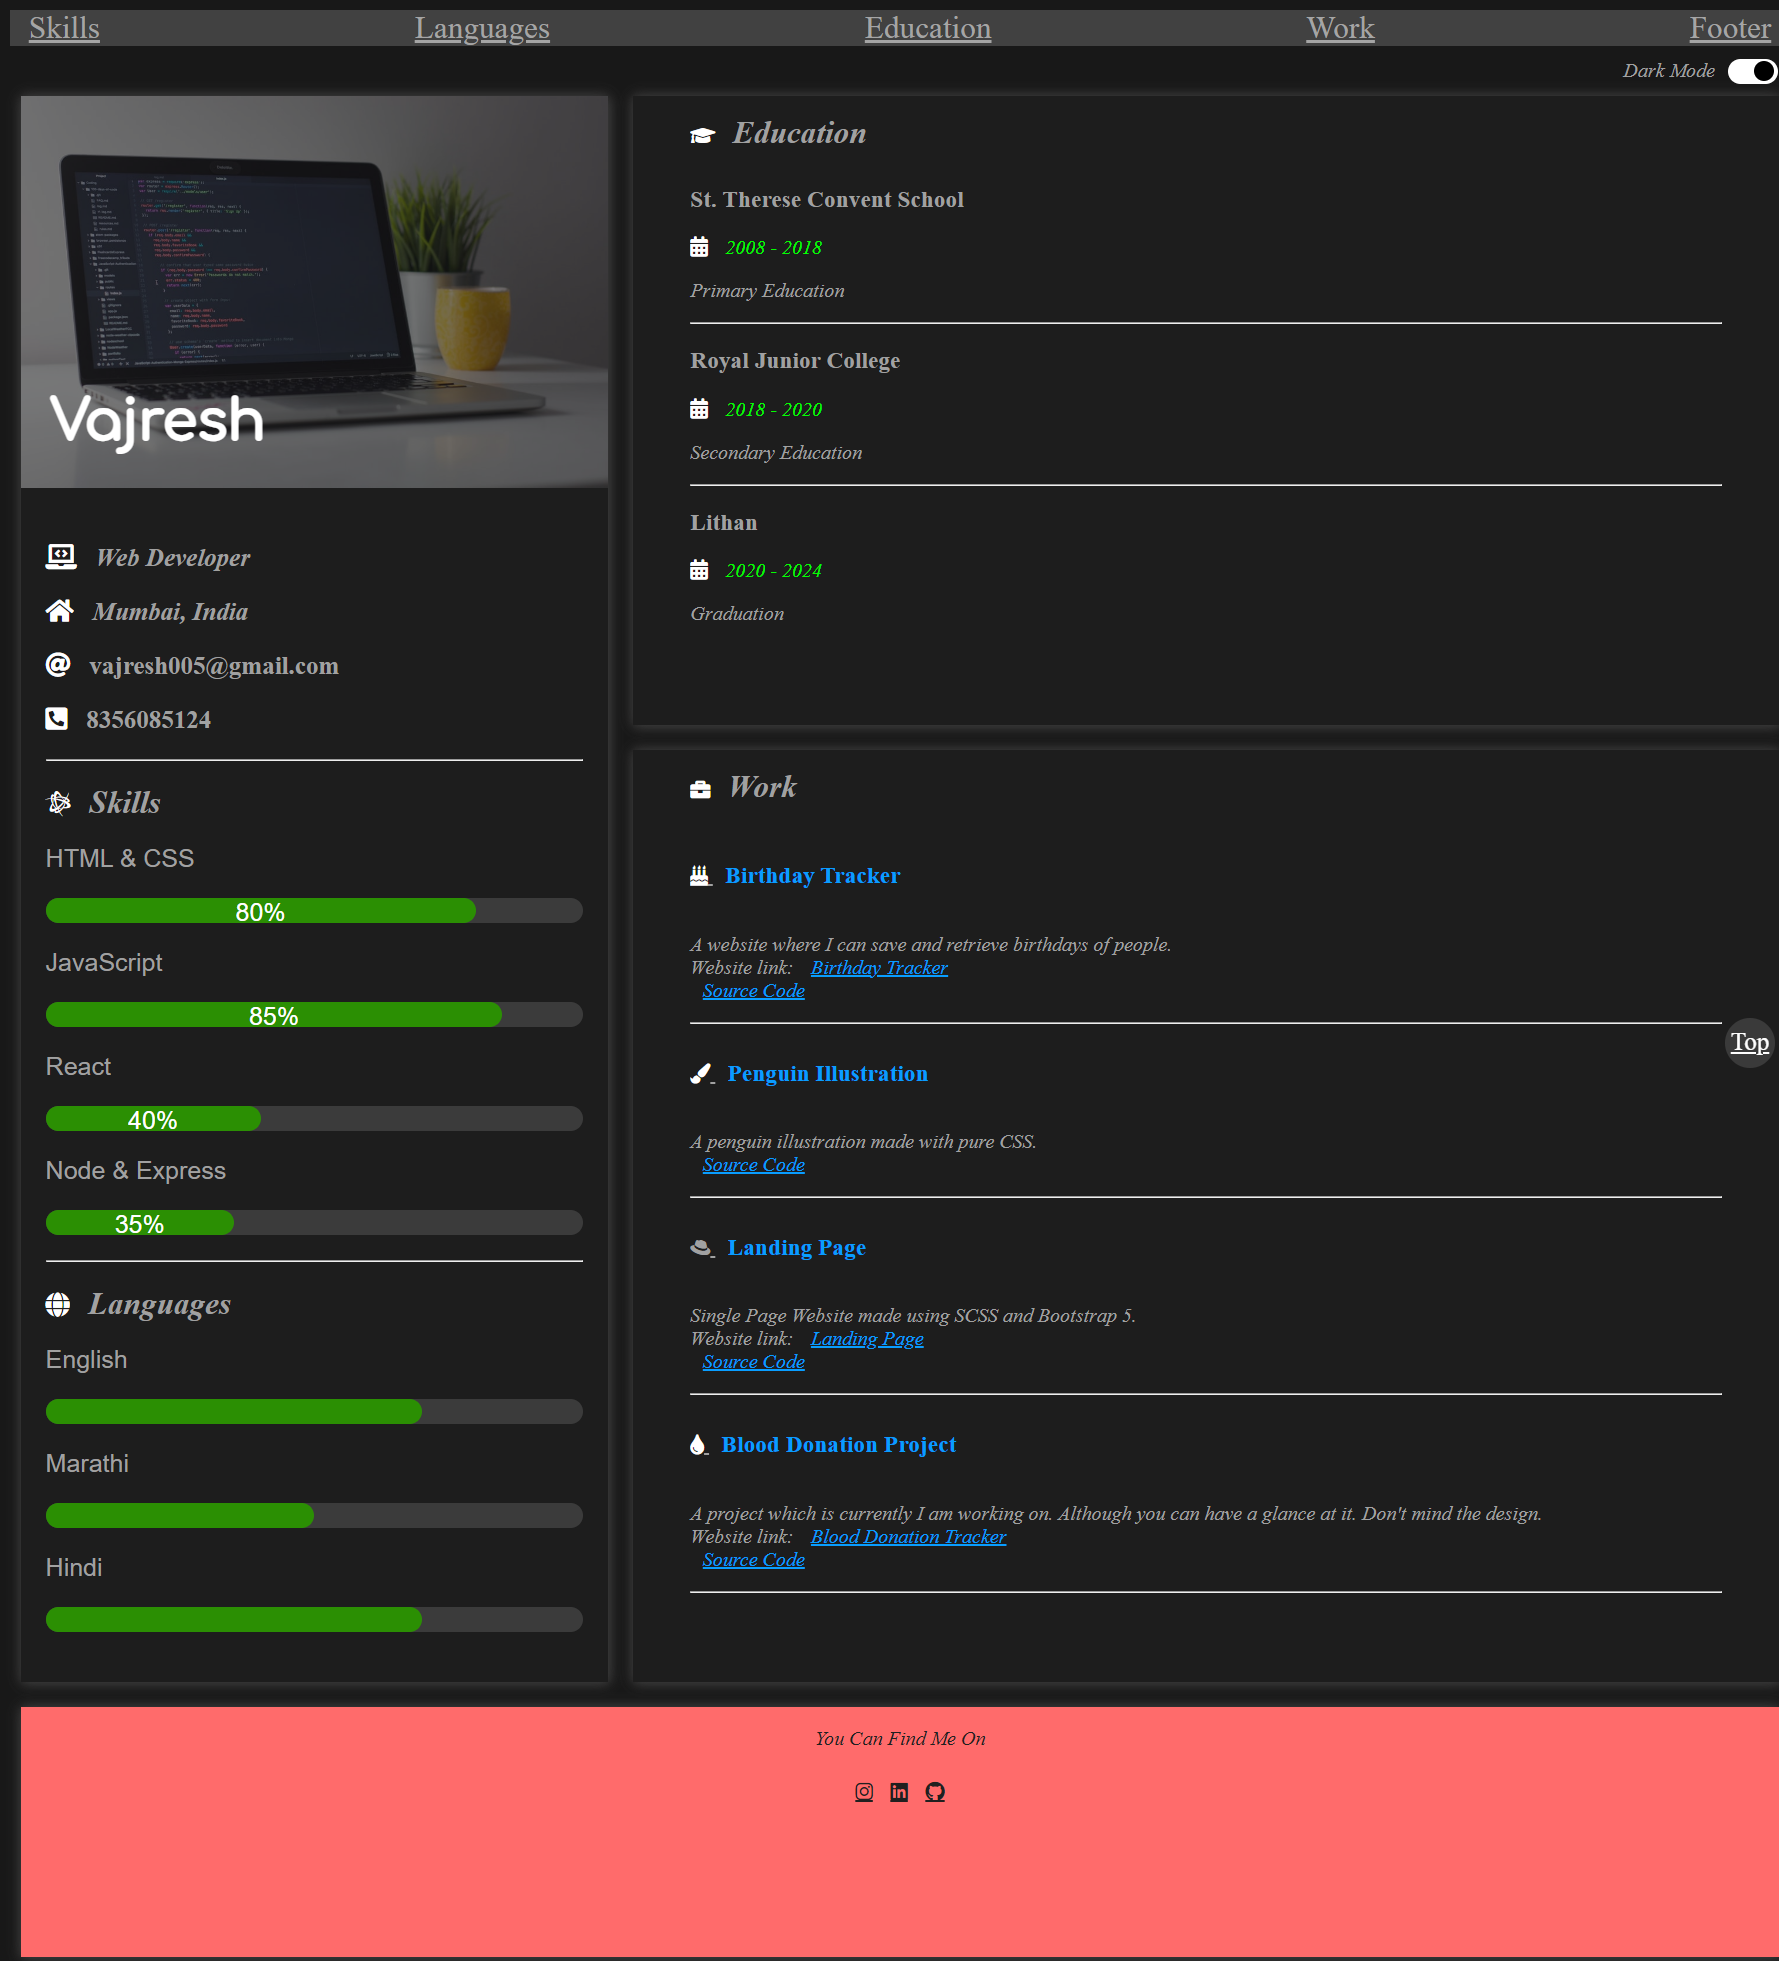 Skills Languages Education Work Footer
Dark Mode
Vajresh
Web Developer
Mumbai, India
vajresh005@gmail.com
8356085124
Skills
HTML & CSS
80%
JavaScript
85%
React
40%
Node & Express
35%
Languages
English
Marathi
Hindi
Education
St. Therese Convent School
2008 - 2018
Primary Education
Royal Junior College
2018 - 2020
Secondary Education
Lithan
2020 - 2024
Graduation
Work
Birthday Tracker
A website where I can save and retrieve birthdays of people.
Website link: Birthday Tracker
Source Code
Top
Penguin Illustration
A penguin illustration made with pure CSS.
Source Code
Landing Page
Single Page Website made using SCSS and Bootstrap 5.
Website link: Landing Page
Source Code
Blood Donation Project
A project which is currently I am working on. Although you can have a glance at it. Don't mind the design.
Website link: Blood Donation Tracker
Source Code
You Can Find Me On